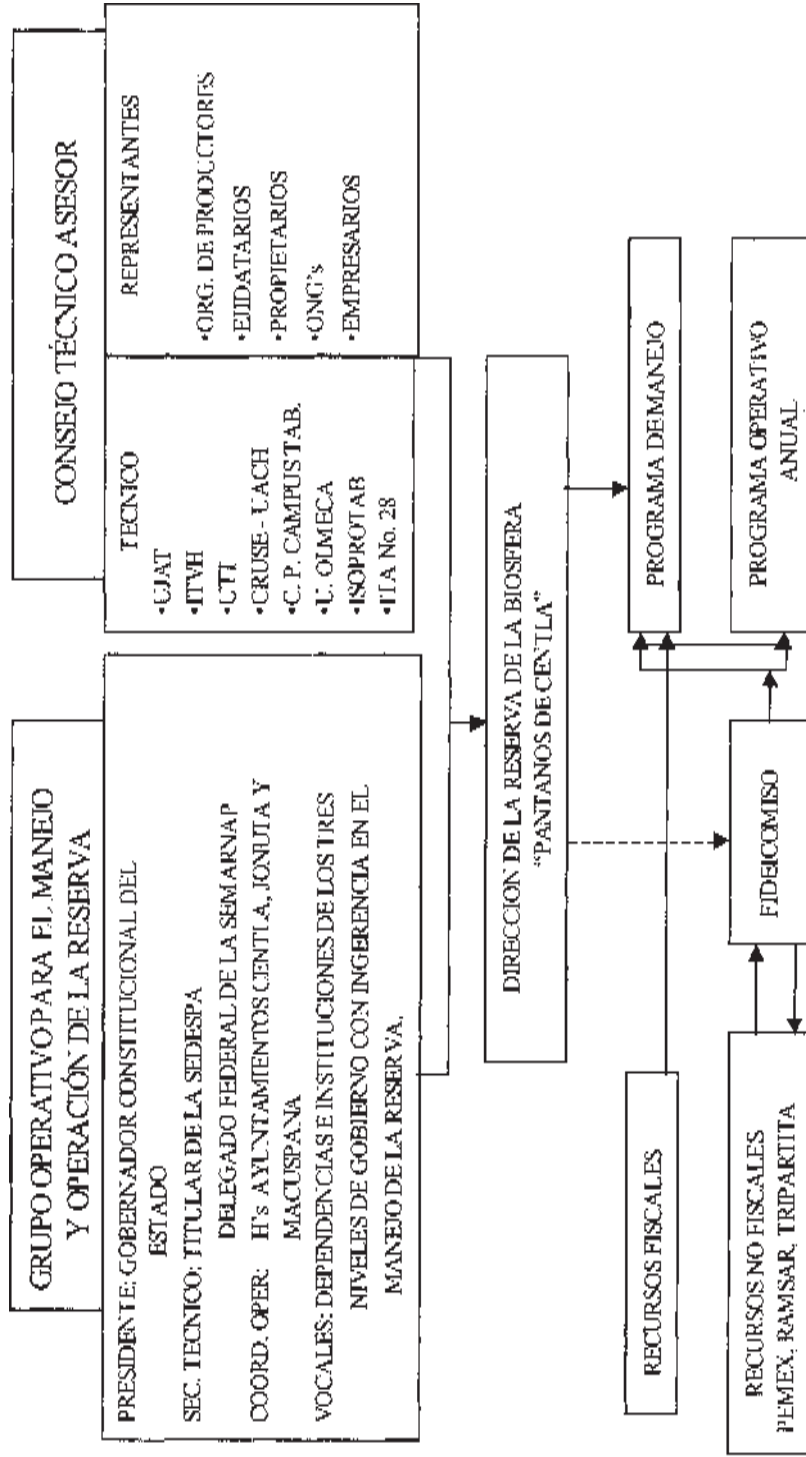 GRUPO OPERATIVO PARA EL MANEJO
Y OPERACIÓN DE LA RESERVA
PRESIDENTE: GOBERNADOR CONSTITUCIONAL DEL
ESTADO
SEC. TECNICO: TITULAR DE LA SEDESPA
DELEGADO FEDERAL DE LA SEMARNAP
COORD. OPER: H's AYUNTAMIENTOS CENTLA, JONUTA Y
MACUSPANA
VOCALES: DEPENDENCIAS E INSTITUCIONES DE LOS TRES
NIVELES DE GOBIERNO CON INGERENCIA EN EL
MANEJO DE LA RESERVA.
CONSEJO TÉCNICO ASESOR
TECNICO
•UJAT
•ITVH
•UTT
•CRUSE - UACH
•C. P. CAMPUS TAB.
•U. OLMECA
•ISOPROTAB
•ITA No. 28
REPRESENTANTES
•ORG. DE PRODUCTORES
•EJIDATARIOS
•PROPIETARIOS
•ONG's
•EMPRESARIOS
DIRECCION DE LA RESERVA DE LA BIOSFERA
“PANTANOS DE CENTLA”
RECURSOS FISCALES
PROGRAMA DE MANEJO
RECURSOS NO FISCALES
PEMEX, RAMSAR, TRIPARTITA
FIDEICOMISO
PROGRAMA OPERATIVO
ANUAL